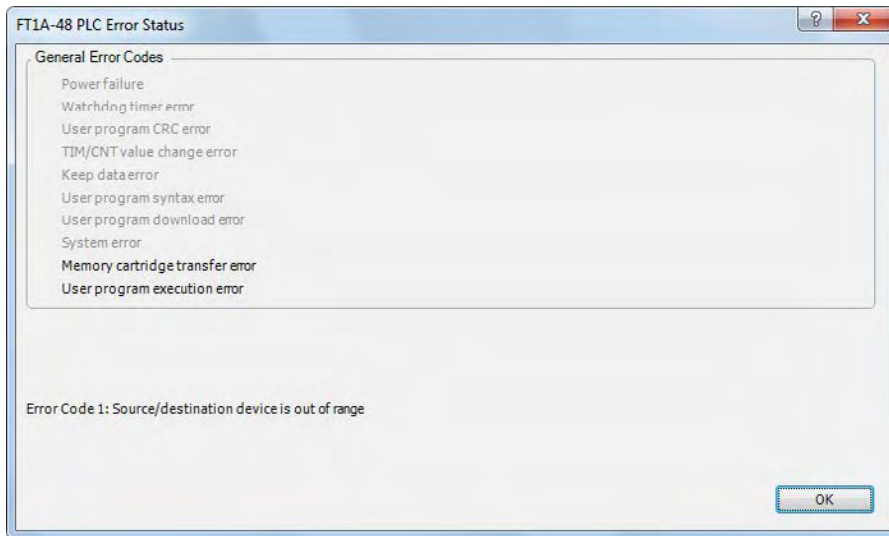 FT1A-48 PLC Error Status
General Error Codes
Power failure
Watchdog timer error
User program CRC error
TIM/CNT value change error
Keep data error
User program syntax error
User program download error
System error
Memory cartridge transfer error
User program execution error
Error Code 1: Source/destination device is out of range
OK